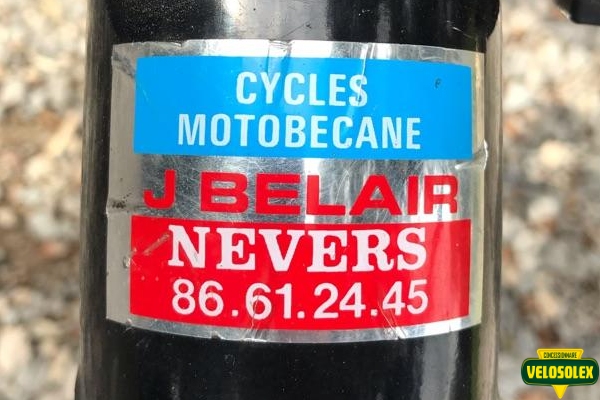 CYCLES
MOTOBECANE
J BELAIR
NEVERS
86.61.24.45
CONCESSIONNAIRE
VELOSOLEX